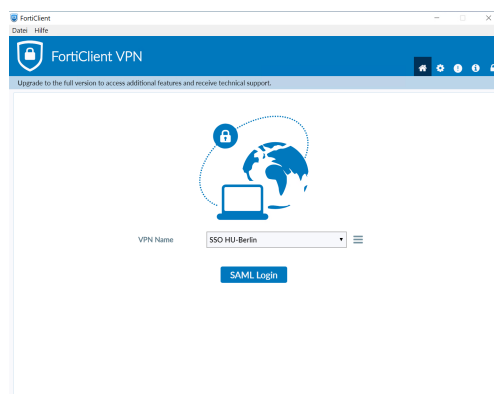 FortiClient
Datei Hilfe
FortiClient VPN
Upgrade to the full version to access additional features and receive technical support.
VPN Name
SSO HU-Berlin
SAML Login